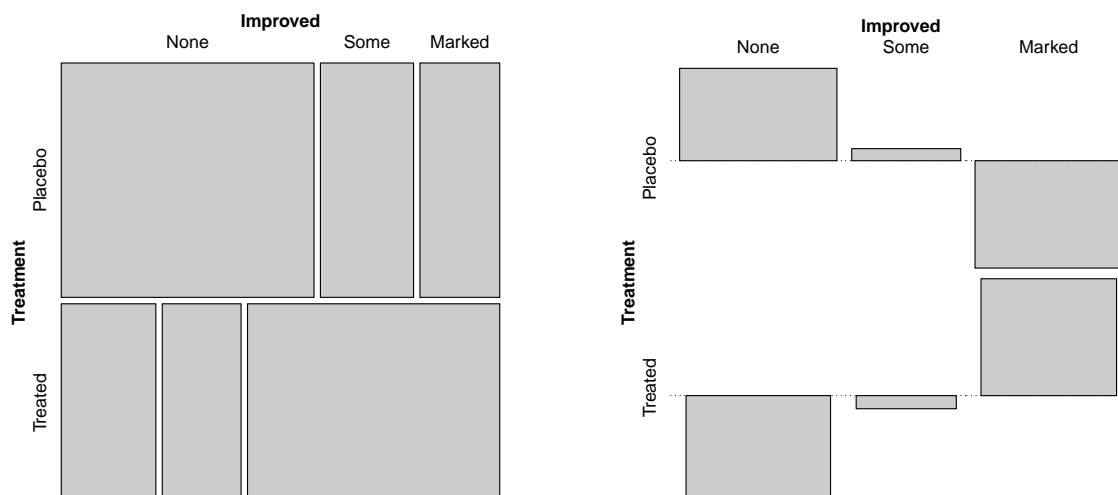 Improved
None Some Marked
Treatment
Placebo
Treated
Improved
None Some Marked
Treatment
Placebo
Treated